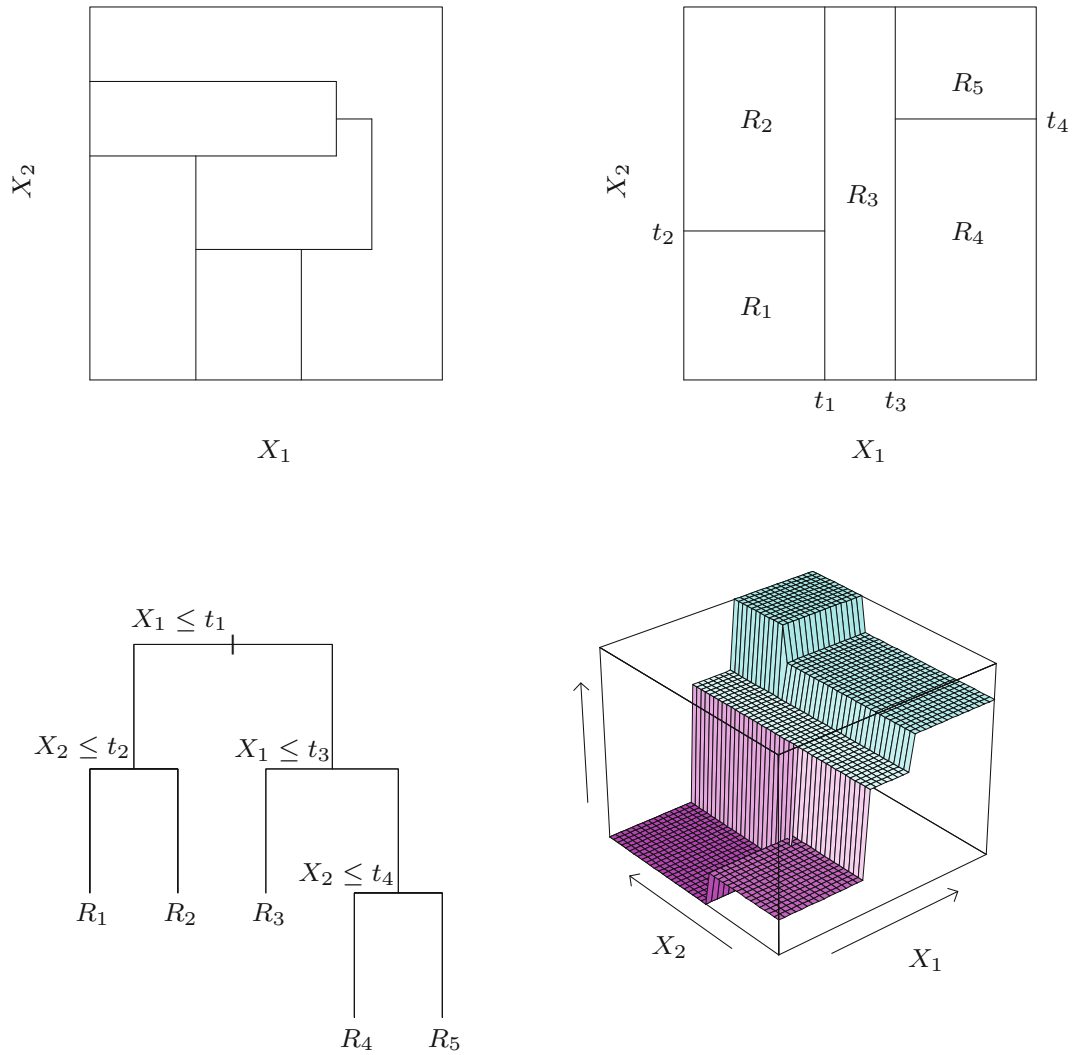 X₂
X₁
R₂
R₅
t₄
X₂
R₃
t₂
R₄
R₁
t₁ t₃
X₁
X₁ ≤ t₁
X₂ ≤ t₂
X₁ ≤ t₃
X₂ ≤ t₄
R₁ R₂ R₃
R₄ R₅
X₂
X₁